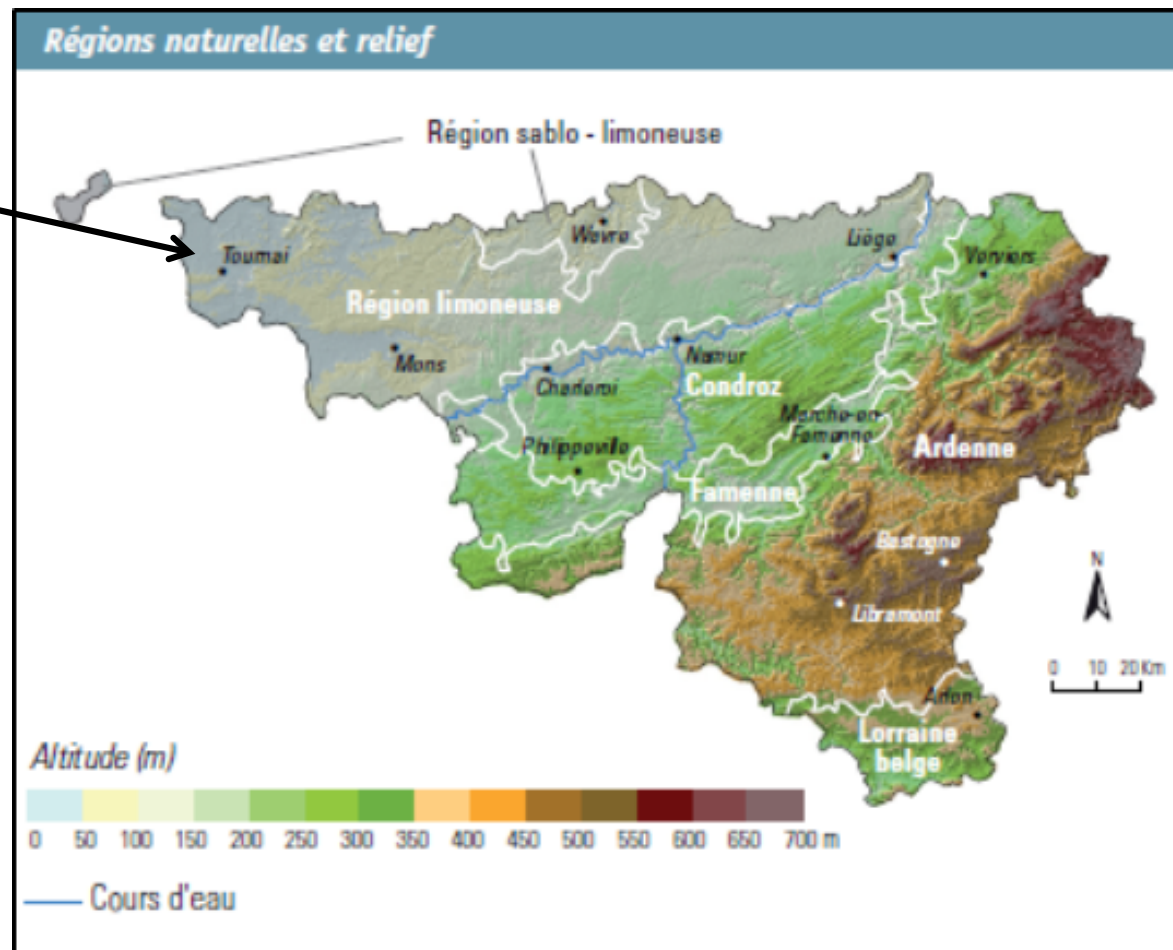 Régions naturelles et relief
Région sablo - limoneuse
Wavre
Liège
Tournai
Verviers
Région limoneuse
Mons
Namur
Charleroi
Condroz
Marche-en-
Famenne
Philippeville
Ardenne
Famenne
Bastogne
N
Libramont
0 10 20 Km
Arlon
Lorraine
belge
Altitude (m)
0 50 100 150 200 250 300 350 400 450 500 550 600 650 700 m
Cours d'eau